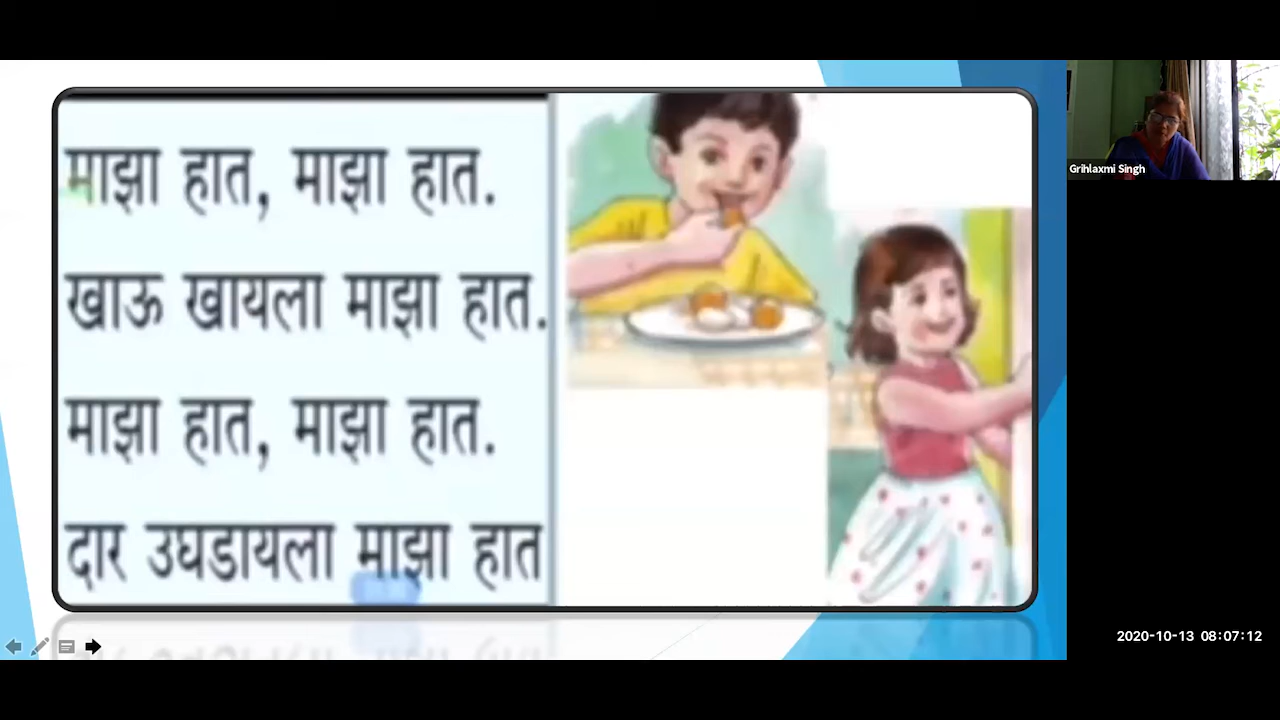 माझा हात, माझा हात.
खाऊ खायला माझा हात.
माझा हात, माझा हात.
दार उघडायला माझा हात
Grihlaxmi Singh
2020-10-13 08:07:12